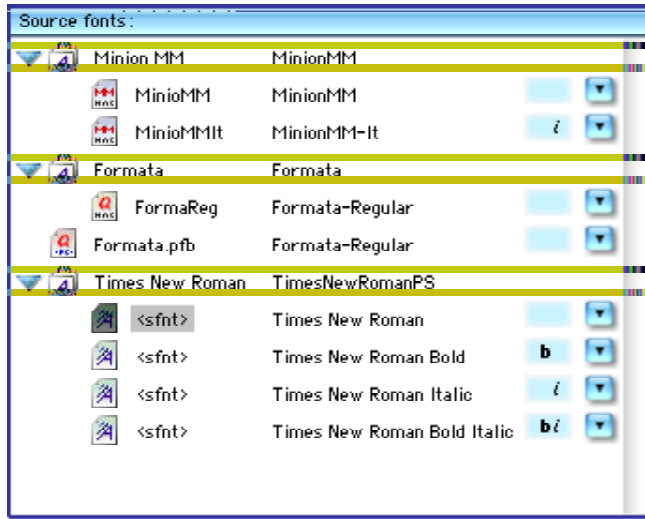 Source fonts:
Minion MM MinionMM
MinioMM MinionMM
MinioMMIt MinionMM-It i
Formata Formata
FormaReg Formata-Regular
Formata.pfb Formata-Regular
Times New Roman TimesNewRomanPS
<sfnt> Times New Roman
<sfnt> Times New Roman Bold b
<sfnt> Times New Roman Italic i
<sfnt> Times New Roman Bold Italic bi